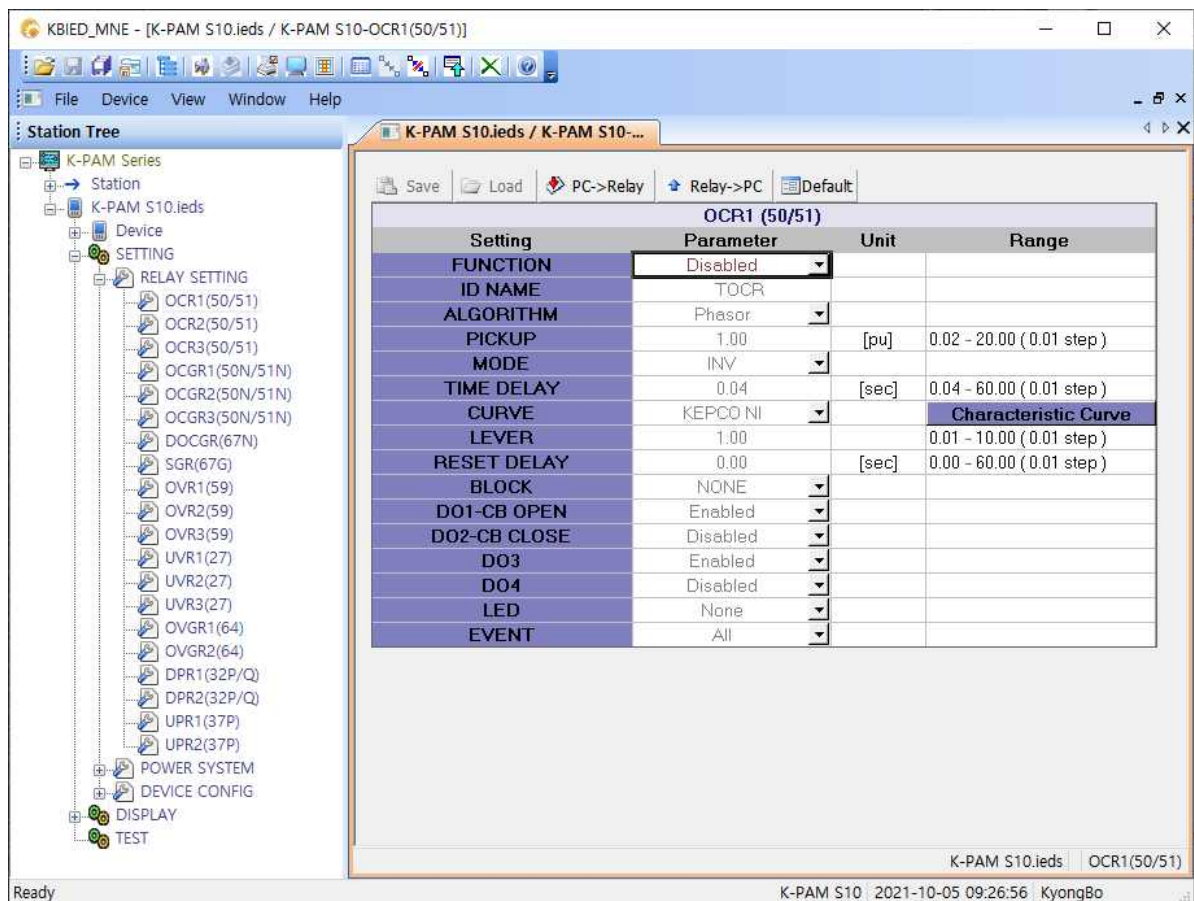 KBIED_MNE - [K-PAM S10.ieds / K-PAM S10-OCR1(50/51)]
File Device View Window Help
Station Tree
K-PAM Series
Station
K-PAM S10.ieds
Device
SETTING
RELAY SETTING
OCR1(50/51)
OCR2(50/51)
OCR3(50/51)
OCGR1(50N/51N)
OCGR2(50N/51N)
OCGR3(50N/51N)
DOCGR(67N)
SGR(67G)
OVR1(59)
OVR2(59)
OVR3(59)
UVR1(27)
UVR2(27)
UVR3(27)
OVGR1(64)
OVGR2(64)
DPR1(32P/Q)
DPR2(32P/Q)
UPR1(37P)
UPR2(37P)
POWER SYSTEM
DEVICE CONFIG
DISPLAY
TEST
K-PAM S10.ieds / K-PAM S10-...
Save Load PC->Relay Relay->PC Default
OCR1 (50/51)
Setting Parameter Unit Range
FUNCTION Disabled
ID NAME TOCR
ALGORITHM Phasor
PICKUP 1.00 [pu] 0.02 - 20.00 ( 0.01 step )
MODE INV
TIME DELAY 0.04 [sec] 0.04 - 60.00 ( 0.01 step )
CURVE KEPCO NI Characteristic Curve
LEVER 1.00 0.01 - 10.00 ( 0.01 step )
RESET DELAY 0.00 [sec] 0.00 - 60.00 ( 0.01 step )
BLOCK NONE
DO1-CB OPEN Enabled
DO2-CB CLOSE Disabled
DO3 Enabled
DO4 Disabled
LED None
EVENT All
K-PAM S10.ieds OCR1(50/51)
Ready K-PAM S10 2021-10-05 09:26:56 KyongBo